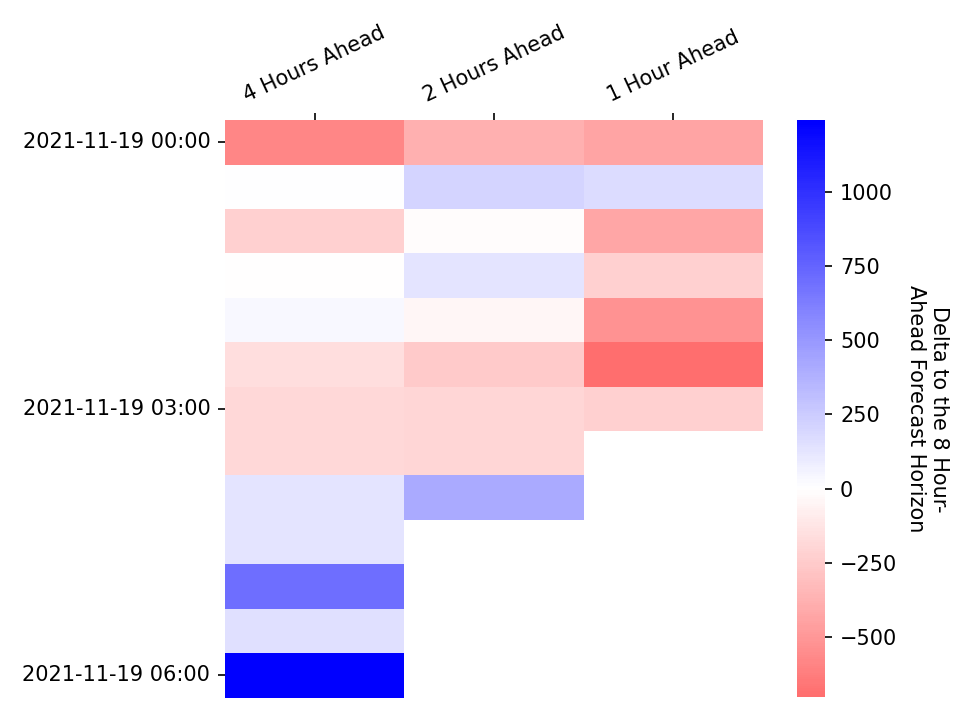 4 Hours Ahead
2 Hours Ahead
1 Hour Ahead
2021-11-19 00:00
2021-11-19 03:00
2021-11-19 06:00
1000
750
500
250
0
−250
−500
Delta to the 8 Hour-
Ahead Forecast Horizon